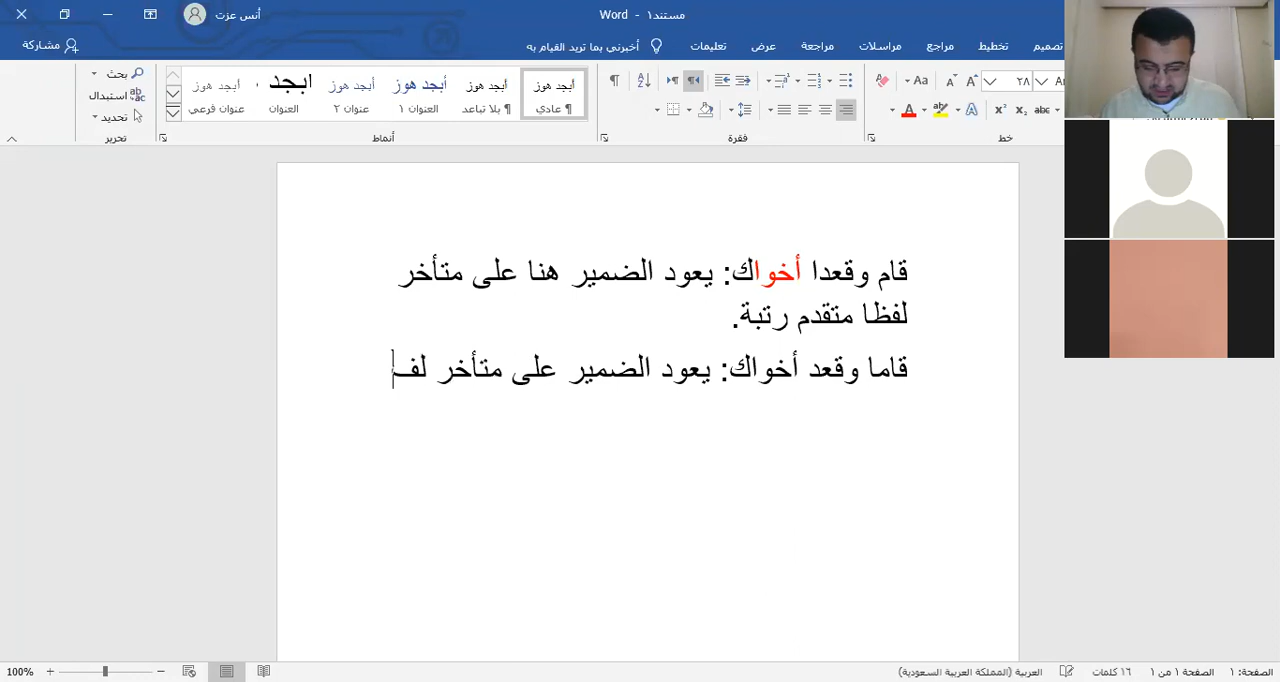 مستند١ - Word
أنس عزت
تصميم تخطيط مراجع مراسلات مراجعة عرض تعليمات أخبرني بما تريد القيام به مشاركة
٢٨ Aa
أبجد هوز أبجد هوز أبجد هوز أبجد هوز ابجد أبجد هوز
¶ عادي ¶ بلا تباعد العنوان ١ عنوان ٢ العنوان عنوان فرعي
بحث
استبدال
تحديد
خط فقرة أنماط تحرير
قام وقعدا أخواك: يعود الضمير هنا على متأخر
لفظا متقدم رتبة.
قاما وقعد أخواك: يعود الضمير على متأخر لف
الصفحة: ١ الصفحة ١ من ١ ١٦ كلمات العربية (المملكة العربية السعودية) 100%